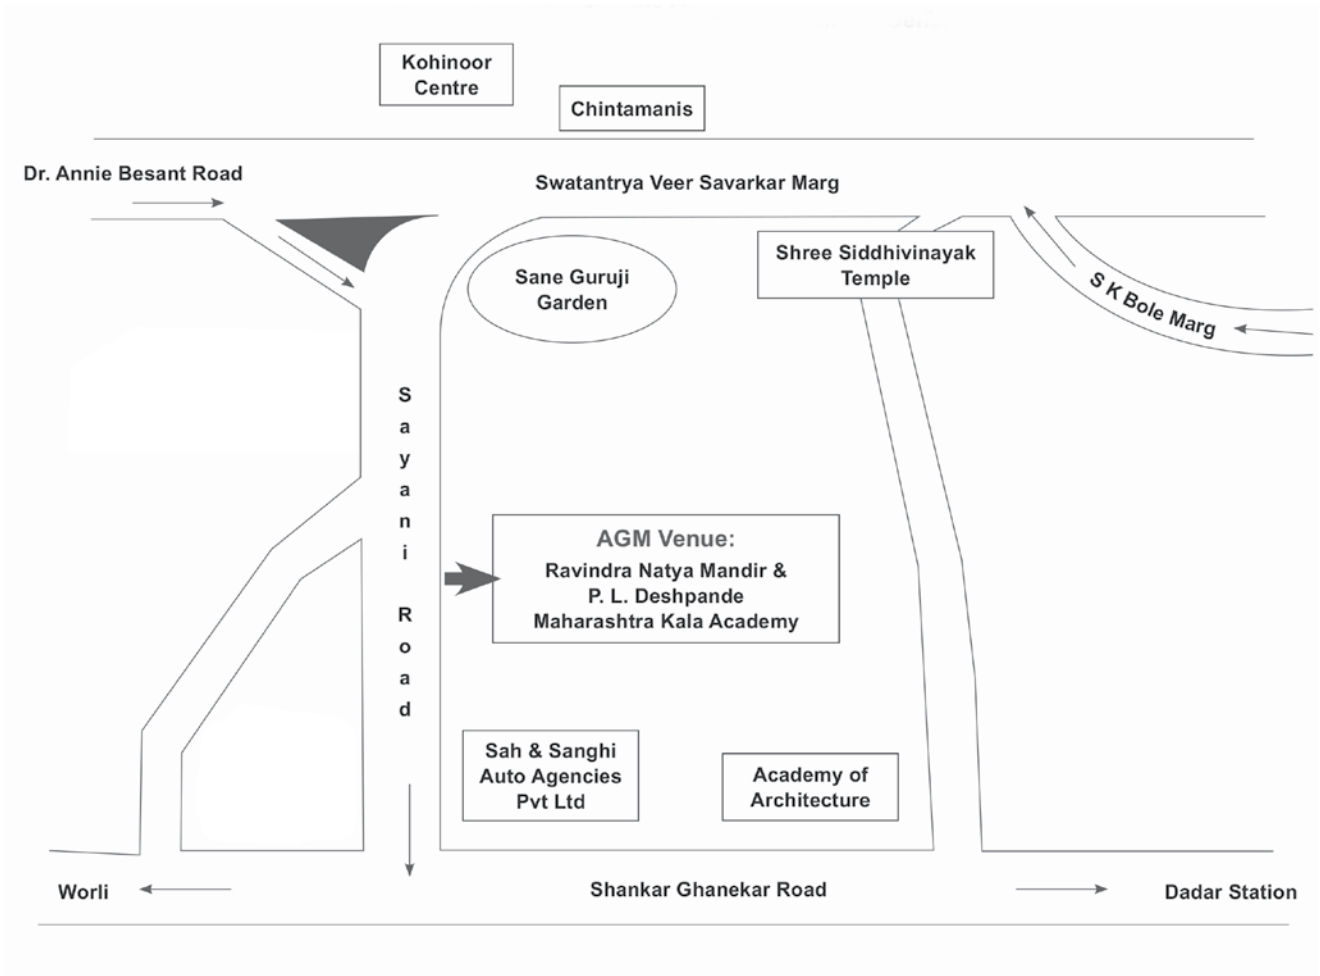 Kohinoor
Centre
Chintamanis
Dr. Annie Besant Road
Swatantrya Veer Savarkar Marg
Sane Guruji
Garden
Shree Siddhivinayak
Temple
S K Bole Marg
Sayani Road
AGM Venue:
Ravindra Natya Mandir &
P. L. Deshpande
Maharashtra Kala Academy
Sah & Sanghi
Auto Agencies
Pvt Ltd
Academy of
Architecture
Worli
Shankar Ghanekar Road
Dadar Station